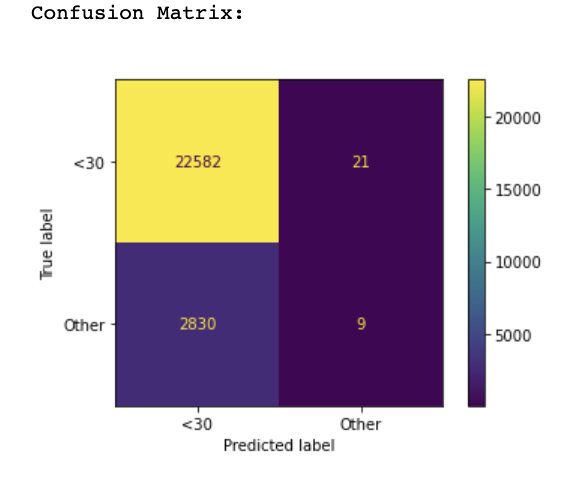 Confusion Matrix:
<30
22582
21
Other
2830
9
True label
<30
Other
Predicted label
20000
15000
10000
5000